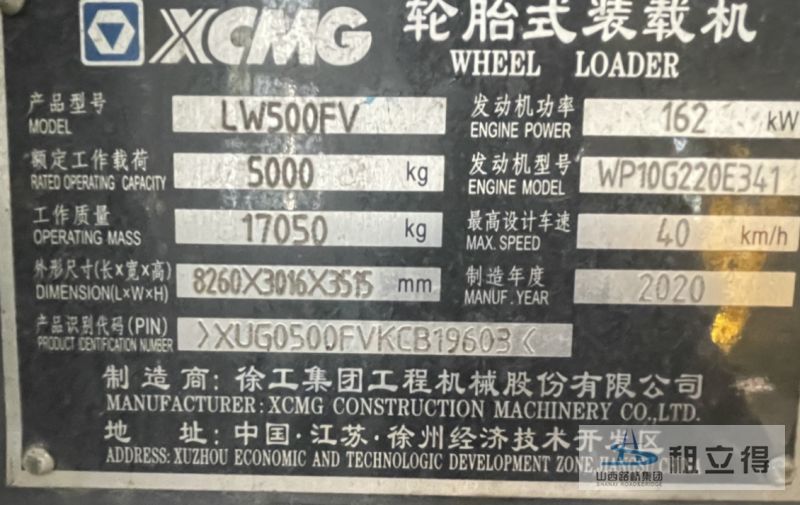 XCMG 轮胎式装载机
WHEEL LOADER
产品型号 LW500FV 发动机功率 162 kW
MODEL ENGINE POWER
额定工作载荷 5000 kg 发动机型号 WP10G220E341
RATED OPERATING CAPACITY ENGINE MODEL
工作质量 17050 kg 最高设计车速 40 km/h
OPERATING MASS MAX. SPEED
外形尺寸(长×宽×高) 8260X3016X3515 mm 制造年度 2020
DIMENSION(L×W×H) MANUF. YEAR
产品识别代码(PIN) >XUG0500FVKCB19603<
PRODUCT IDENTIFICATION NUMBER
制造商:徐工集团工程机械股份有限公司
MANUFACTURER: XCMG CONSTRUCTION MACHINERY CO.,LTD.
地 址:中国·江苏·徐州经济技术开发区
ADDRESS: XUZHOU ECONOMIC AND TECHNOLOGIC DEVELOPMENT ZONE,JIANGSU
山西路桥集团 租立得